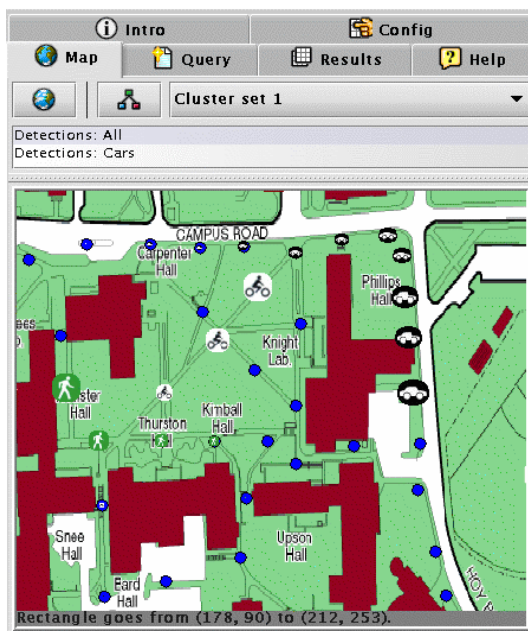 Intro
Config
Map
Query
Results
Help
Cluster set 1
Detections: All
Detections: Cars
CAMPUS ROAD
Carpenter
Hall
Phillips
Hall
Knight
Lab.
Hall
Thurston
Kimball
Hall
Snee
Hall
Upson
Hall
Bard
Hall
HOY
Rectangle goes from (178, 90) to (212, 253).